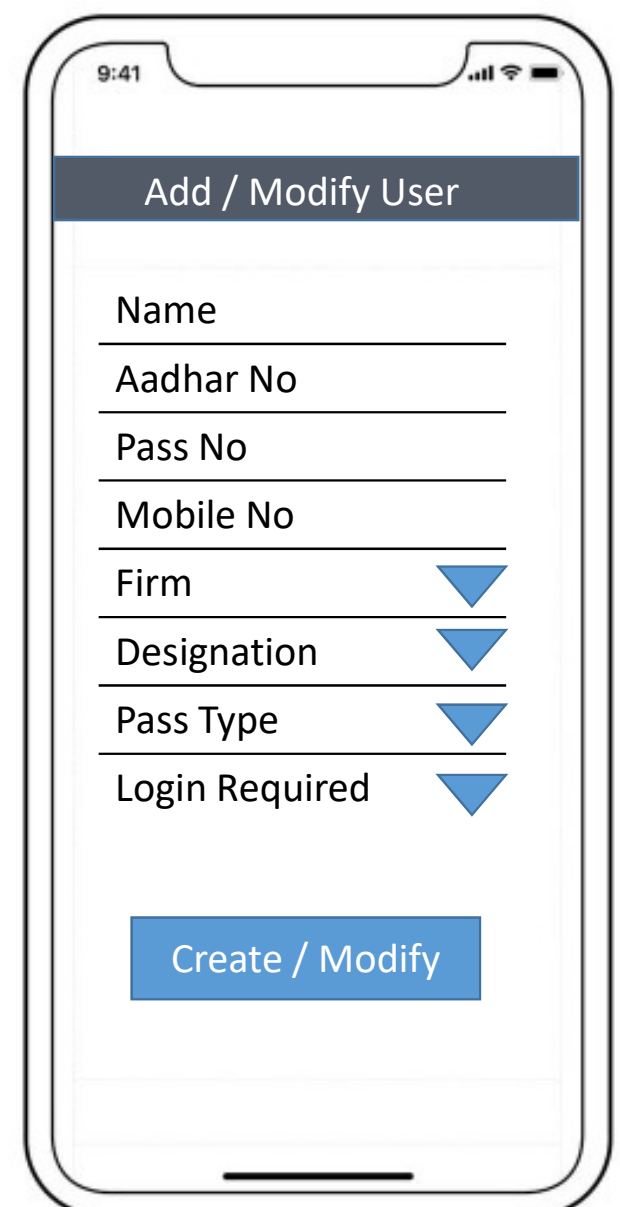 9:41
Add / Modify User
Name
Aadhar No
Pass No
Mobile No
Firm
Designation
Pass Type
Login Required
Create / Modify